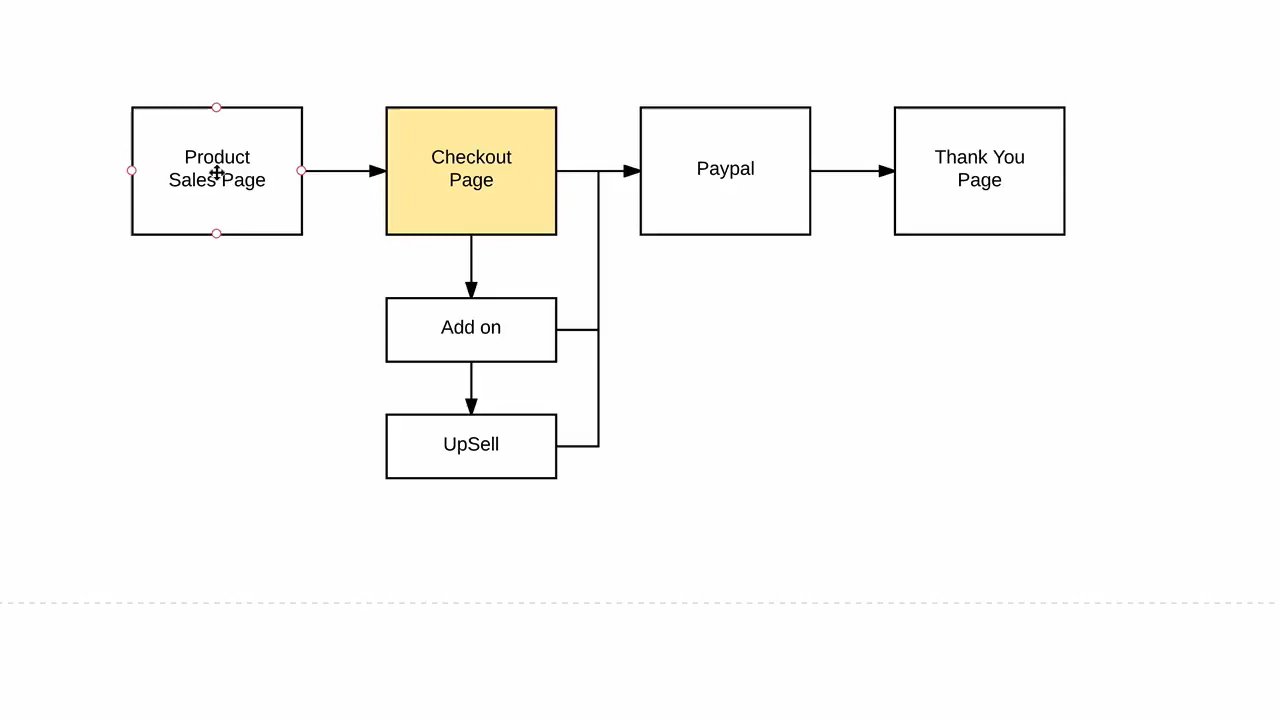 Product
Sales Page
Checkout
Page
Paypal
Thank You
Page
Add on
UpSell